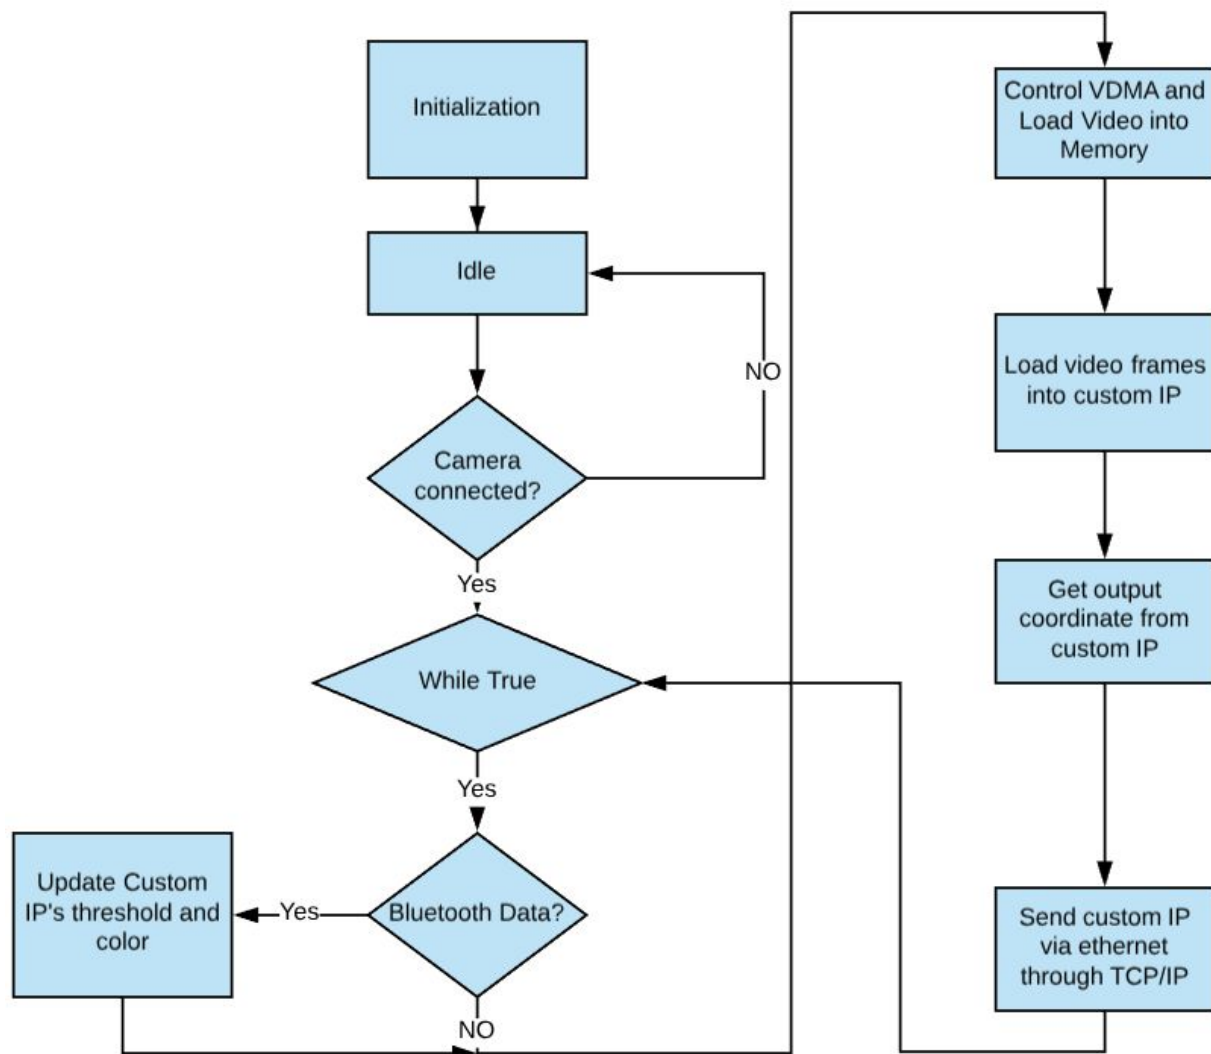 Initialization
Idle
NO
Camera
connected?
Yes
While True
Yes
Bluetooth Data?
Yes
Update Custom
IP's threshold and
color
NO
Control VDMA and
Load Video into
Memory
Load video frames
into custom IP
Get output
coordinate from
custom IP
Send custom IP
via ethernet
through TCP/IP